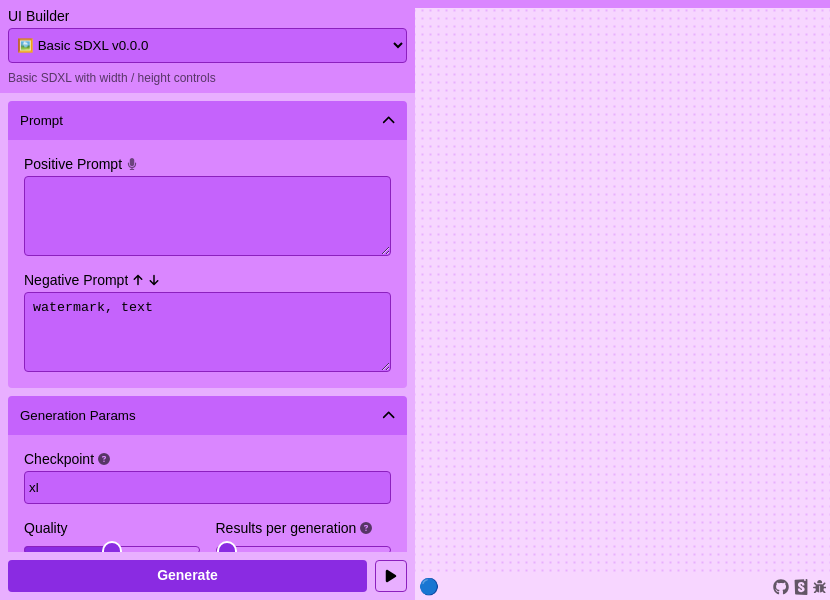 UI Builder
🖼️ Basic SDXL v0.0.0
Basic SDXL with width / height controls
Prompt
Positive Prompt
Negative Prompt
watermark, text
Generation Params
Checkpoint
xl
Quality
Results per generation
Generate